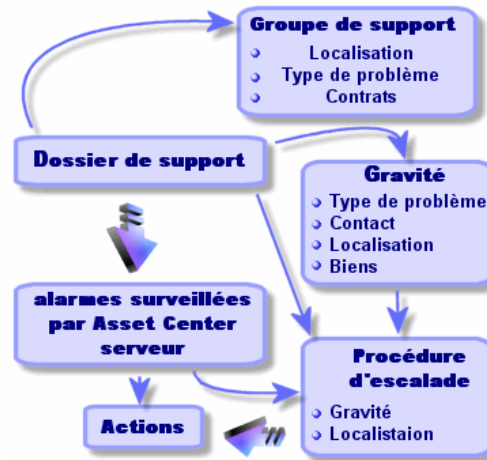 Groupe de support
Localisation
Type de problème
Contrats
Dossier de support
Gravité
Type de problème
Contact
Localisation
Biens
alarmes surveillées
par Asset Center
serveur
Procédure
d'escalade
Gravité
Localistaion
Actions